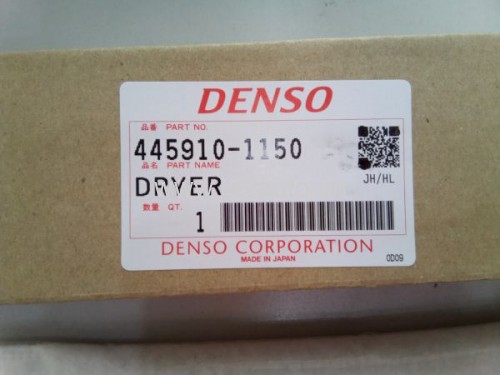 DENSO
品番 PART NO.
445910-1150
品名 PART NAME
JH/HL
DRYER
数量 QT.
1
DENSO CORPORATION
MADE IN JAPAN
0D09